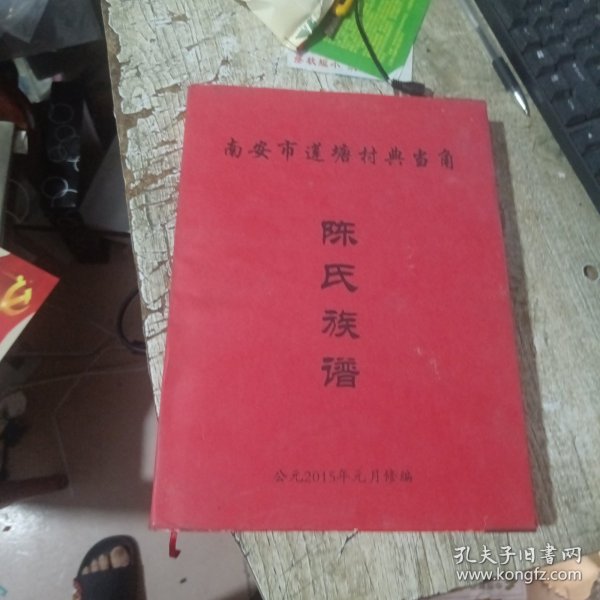 南安市莲塘村典当角
陈氏族谱
公元2015年元月修编
孔夫子旧书网
www.kongfz.com